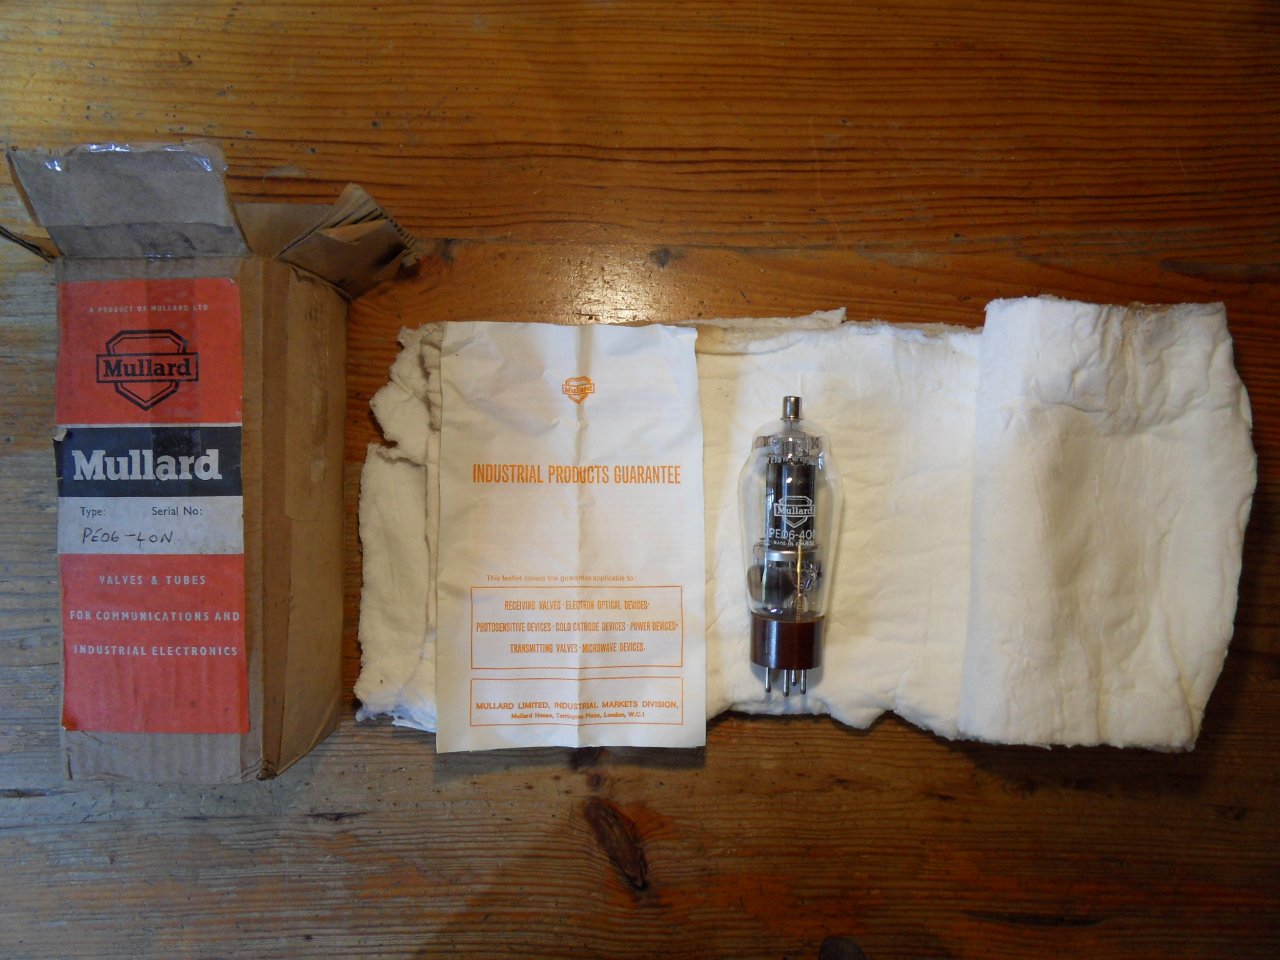 A PRODUCT OF MULLARD LTD
Mullard
Mullard
Type: Serial No:
PE06-40N
VALVES & TUBES
FOR COMMUNICATIONS AND
INDUSTRIAL ELECTRONICS
Mullard
INDUSTRIAL PRODUCTS GUARANTEE
This leaflet covers the guarantee applicable to:
RECEIVING VALVES · ELECTRON OPTICAL DEVICES ·
PHOTOSENSITIVE DEVICES · COLD CATHODE DEVICES · POWER DEVICES ·
TRANSMITTING VALVES · MICROWAVE DEVICES.
MULLARD LIMITED, INDUSTRIAL MARKETS DIVISION,
Mullard House, Torrington Place, London, W.C.1
Mullard
PE06-40N
MADE IN